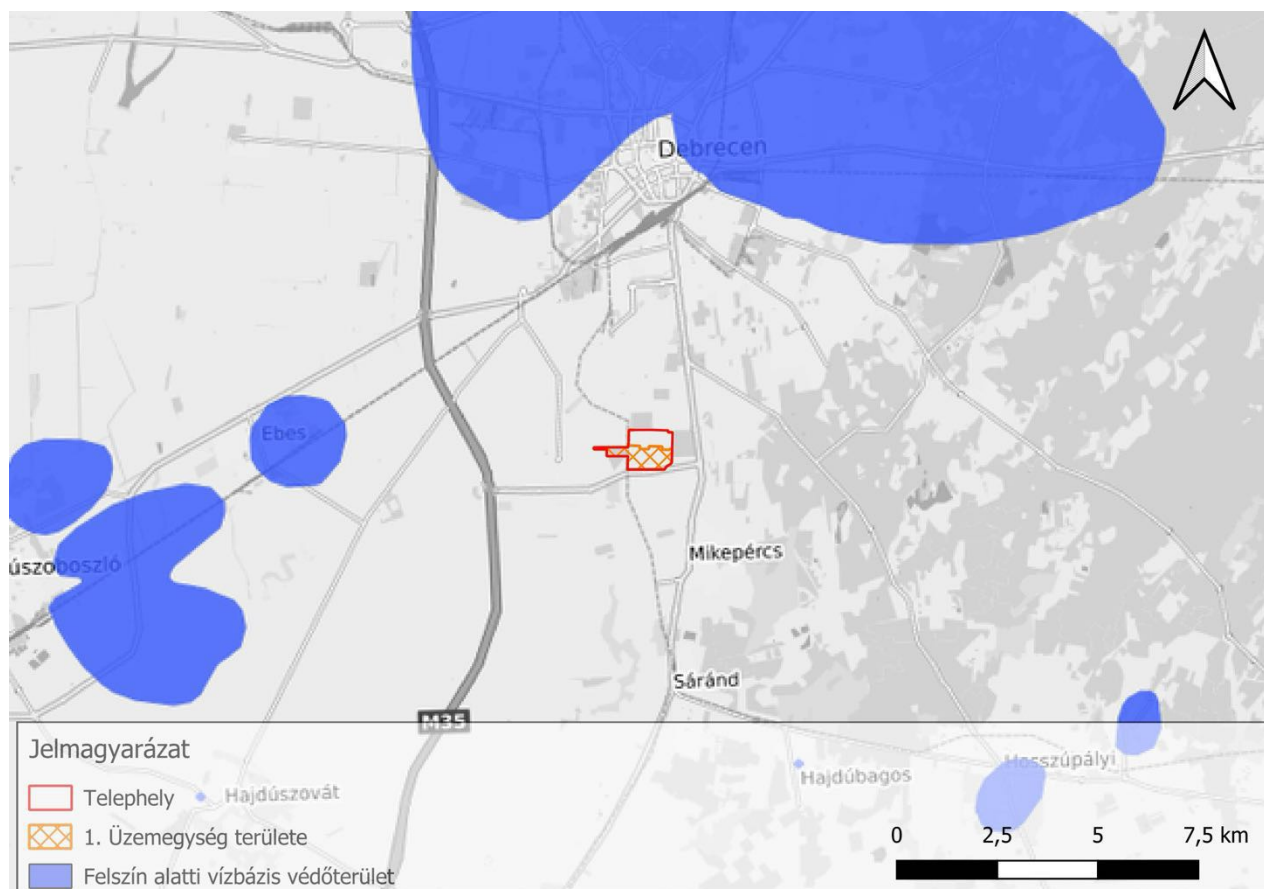 Debrecen
Ebes
úszoboszló
Mikepércs
Sáránd
M35
Hosszúpályi
Hajdúbagos
Hajdúszovát
Jelmagyarázat
Telephely
1. Üzemegység területe
Felszín alatti vízbázis védőterület
0 2,5 5 7,5 km